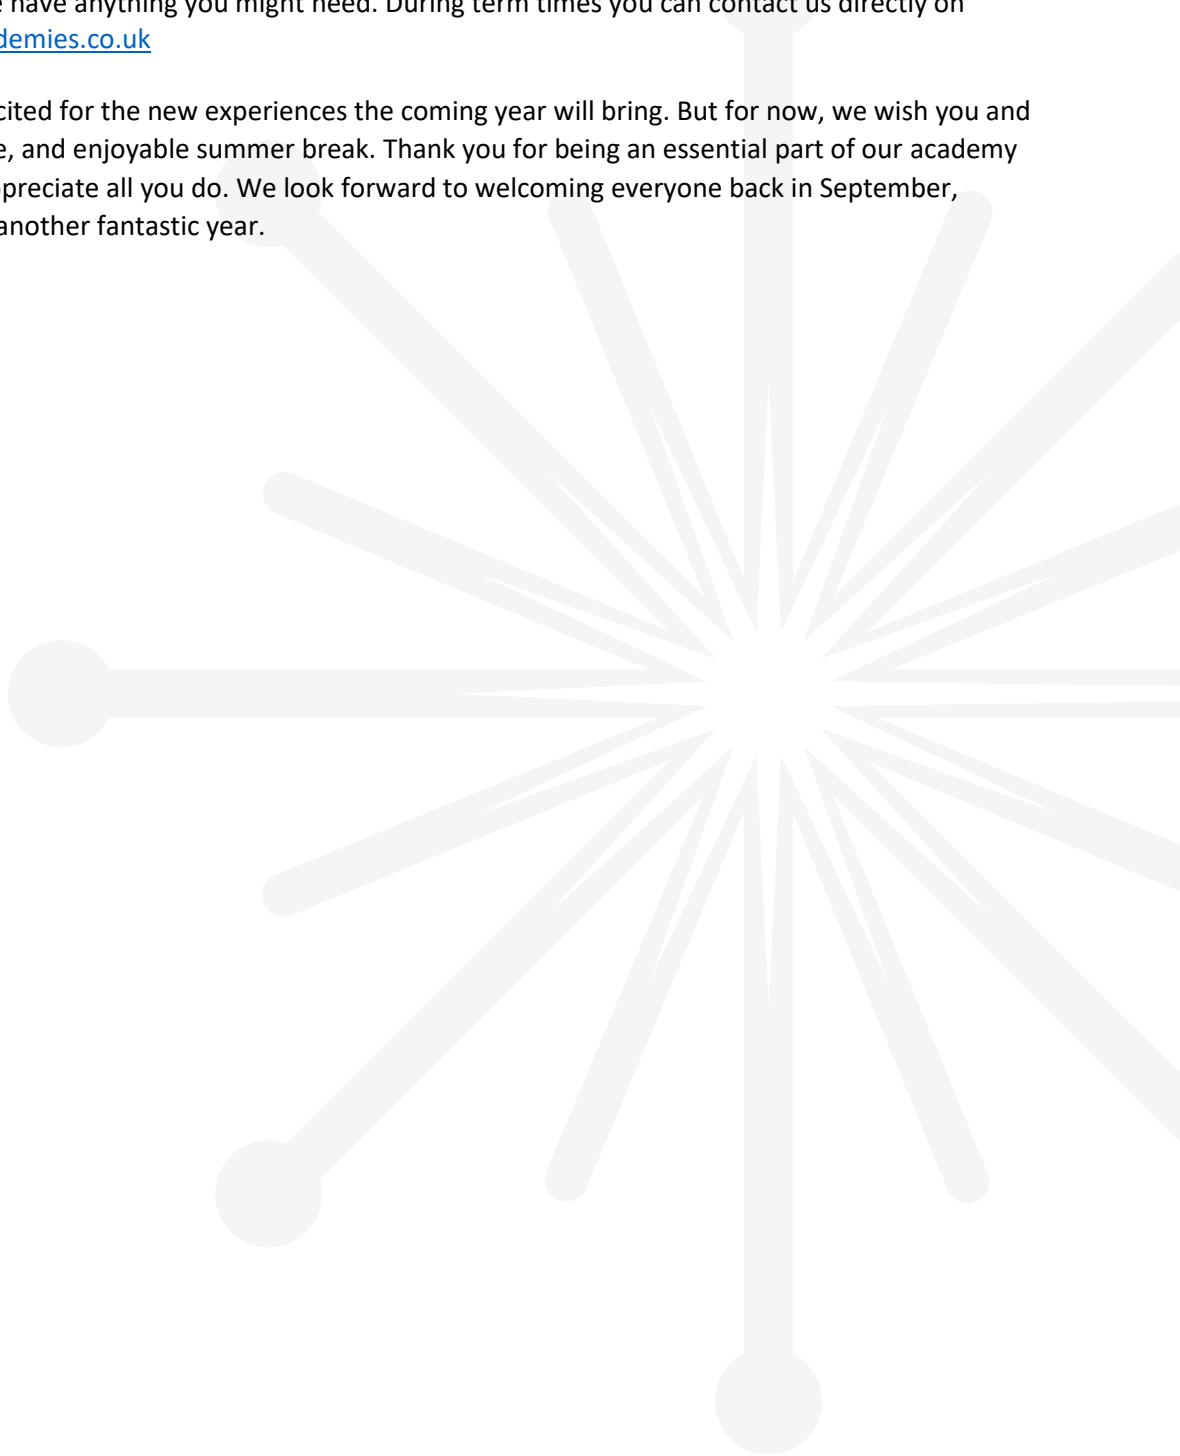 have anything you might need. During term times you can contact us directly on
demies.co.uk
cited for the new experiences the coming year will bring. But for now, we wish you and
e, and enjoyable summer break. Thank you for being an essential part of our academy
preciate all you do. We look forward to welcoming everyone back in September,
another fantastic year.